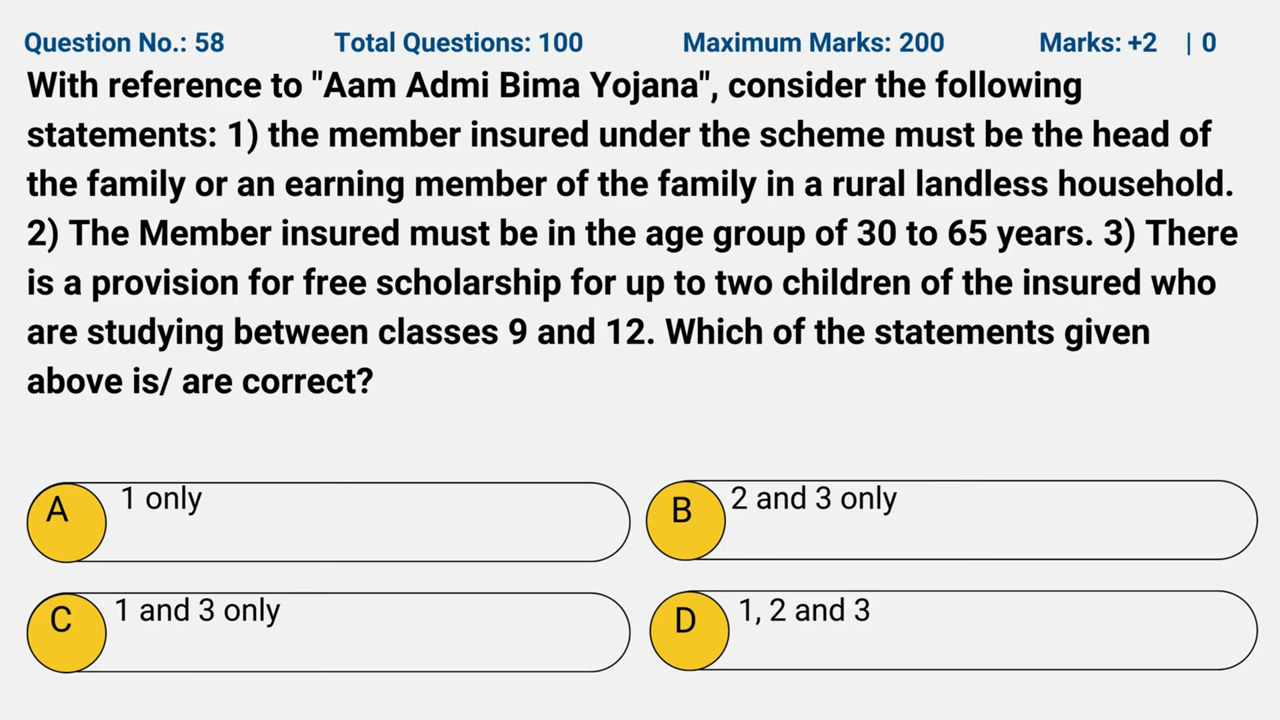 Question No.: 58 Total Questions: 100 Maximum Marks: 200 Marks: +2 | 0
With reference to "Aam Admi Bima Yojana", consider the following
statements: 1) the member insured under the scheme must be the head of
the family or an earning member of the family in a rural landless household.
2) The Member insured must be in the age group of 30 to 65 years. 3) There
is a provision for free scholarship for up to two children of the insured who
are studying between classes 9 and 12. Which of the statements given
above is/ are correct?
A 1 only
B 2 and 3 only
C 1 and 3 only
D 1, 2 and 3